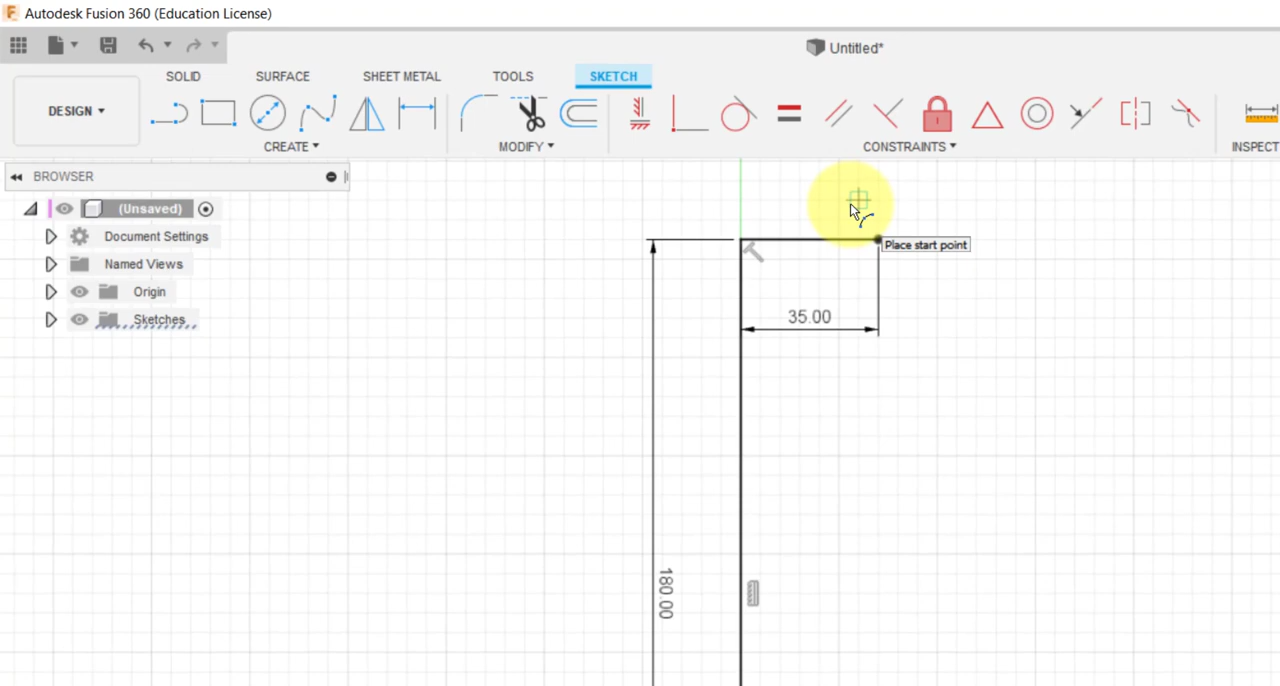 Autodesk Fusion 360 (Education License)
Untitled*
SOLID SURFACE SHEET METAL TOOLS SKETCH
DESIGN
CREATE MODIFY CONSTRAINTS INSPECT
BROWSER
(Unsaved)
Document Settings
Named Views
Origin
Sketches
Place start point
35.00
180.00